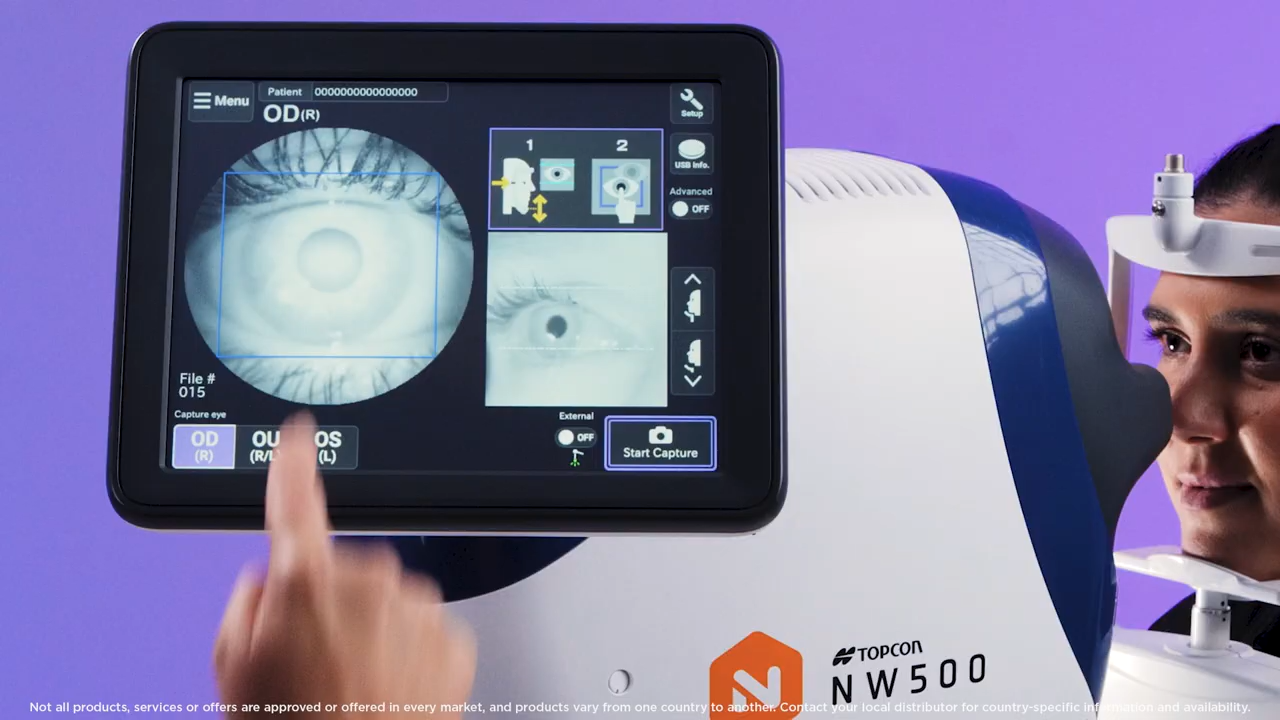 Menu
Patient 0000000000000000
OD(R)
Setup
USB Info.
Advanced
OFF
1 2
File #
015
Capture eye
OD
(R)
OU
OS
(L)
External
OFF
Start Capture
TOPCON
NW500
Not all products, services or offers are approved or offered in every market, and products vary from one country to another. Contact your local distributor for country-specific information and availability.